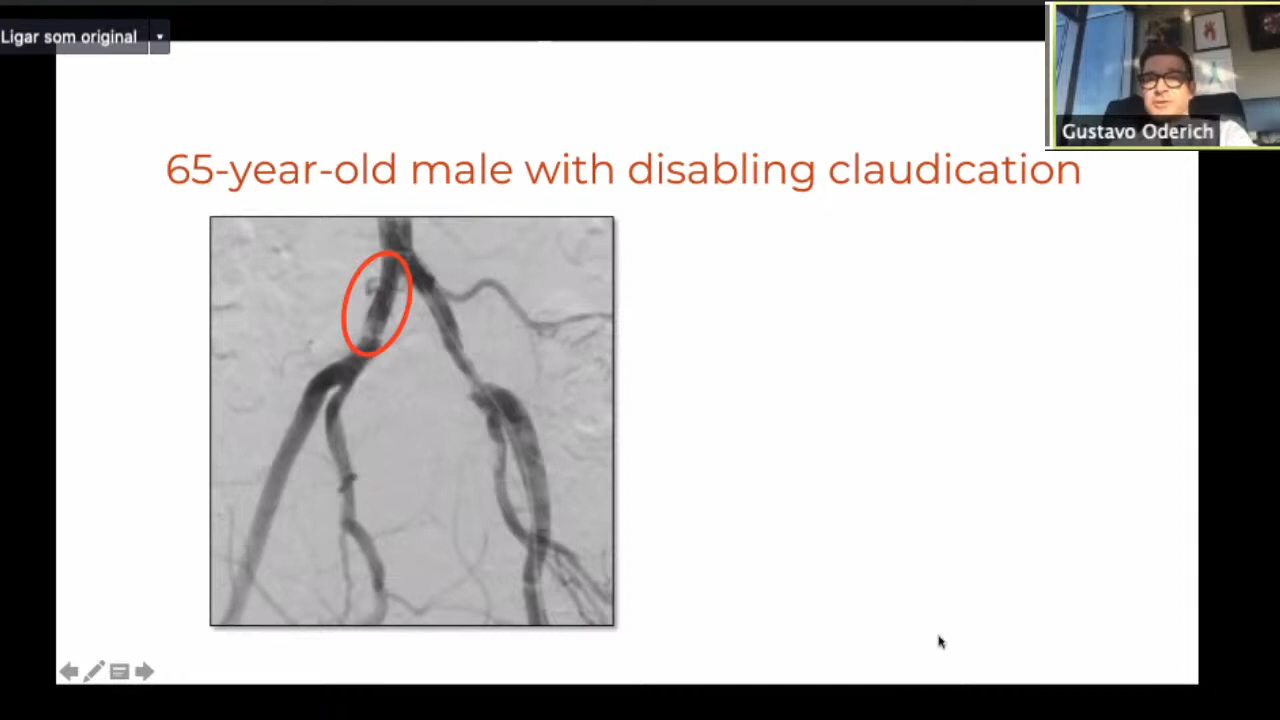 Ligar som original
Gustavo Oderich
65-year-old male with disabling claudication